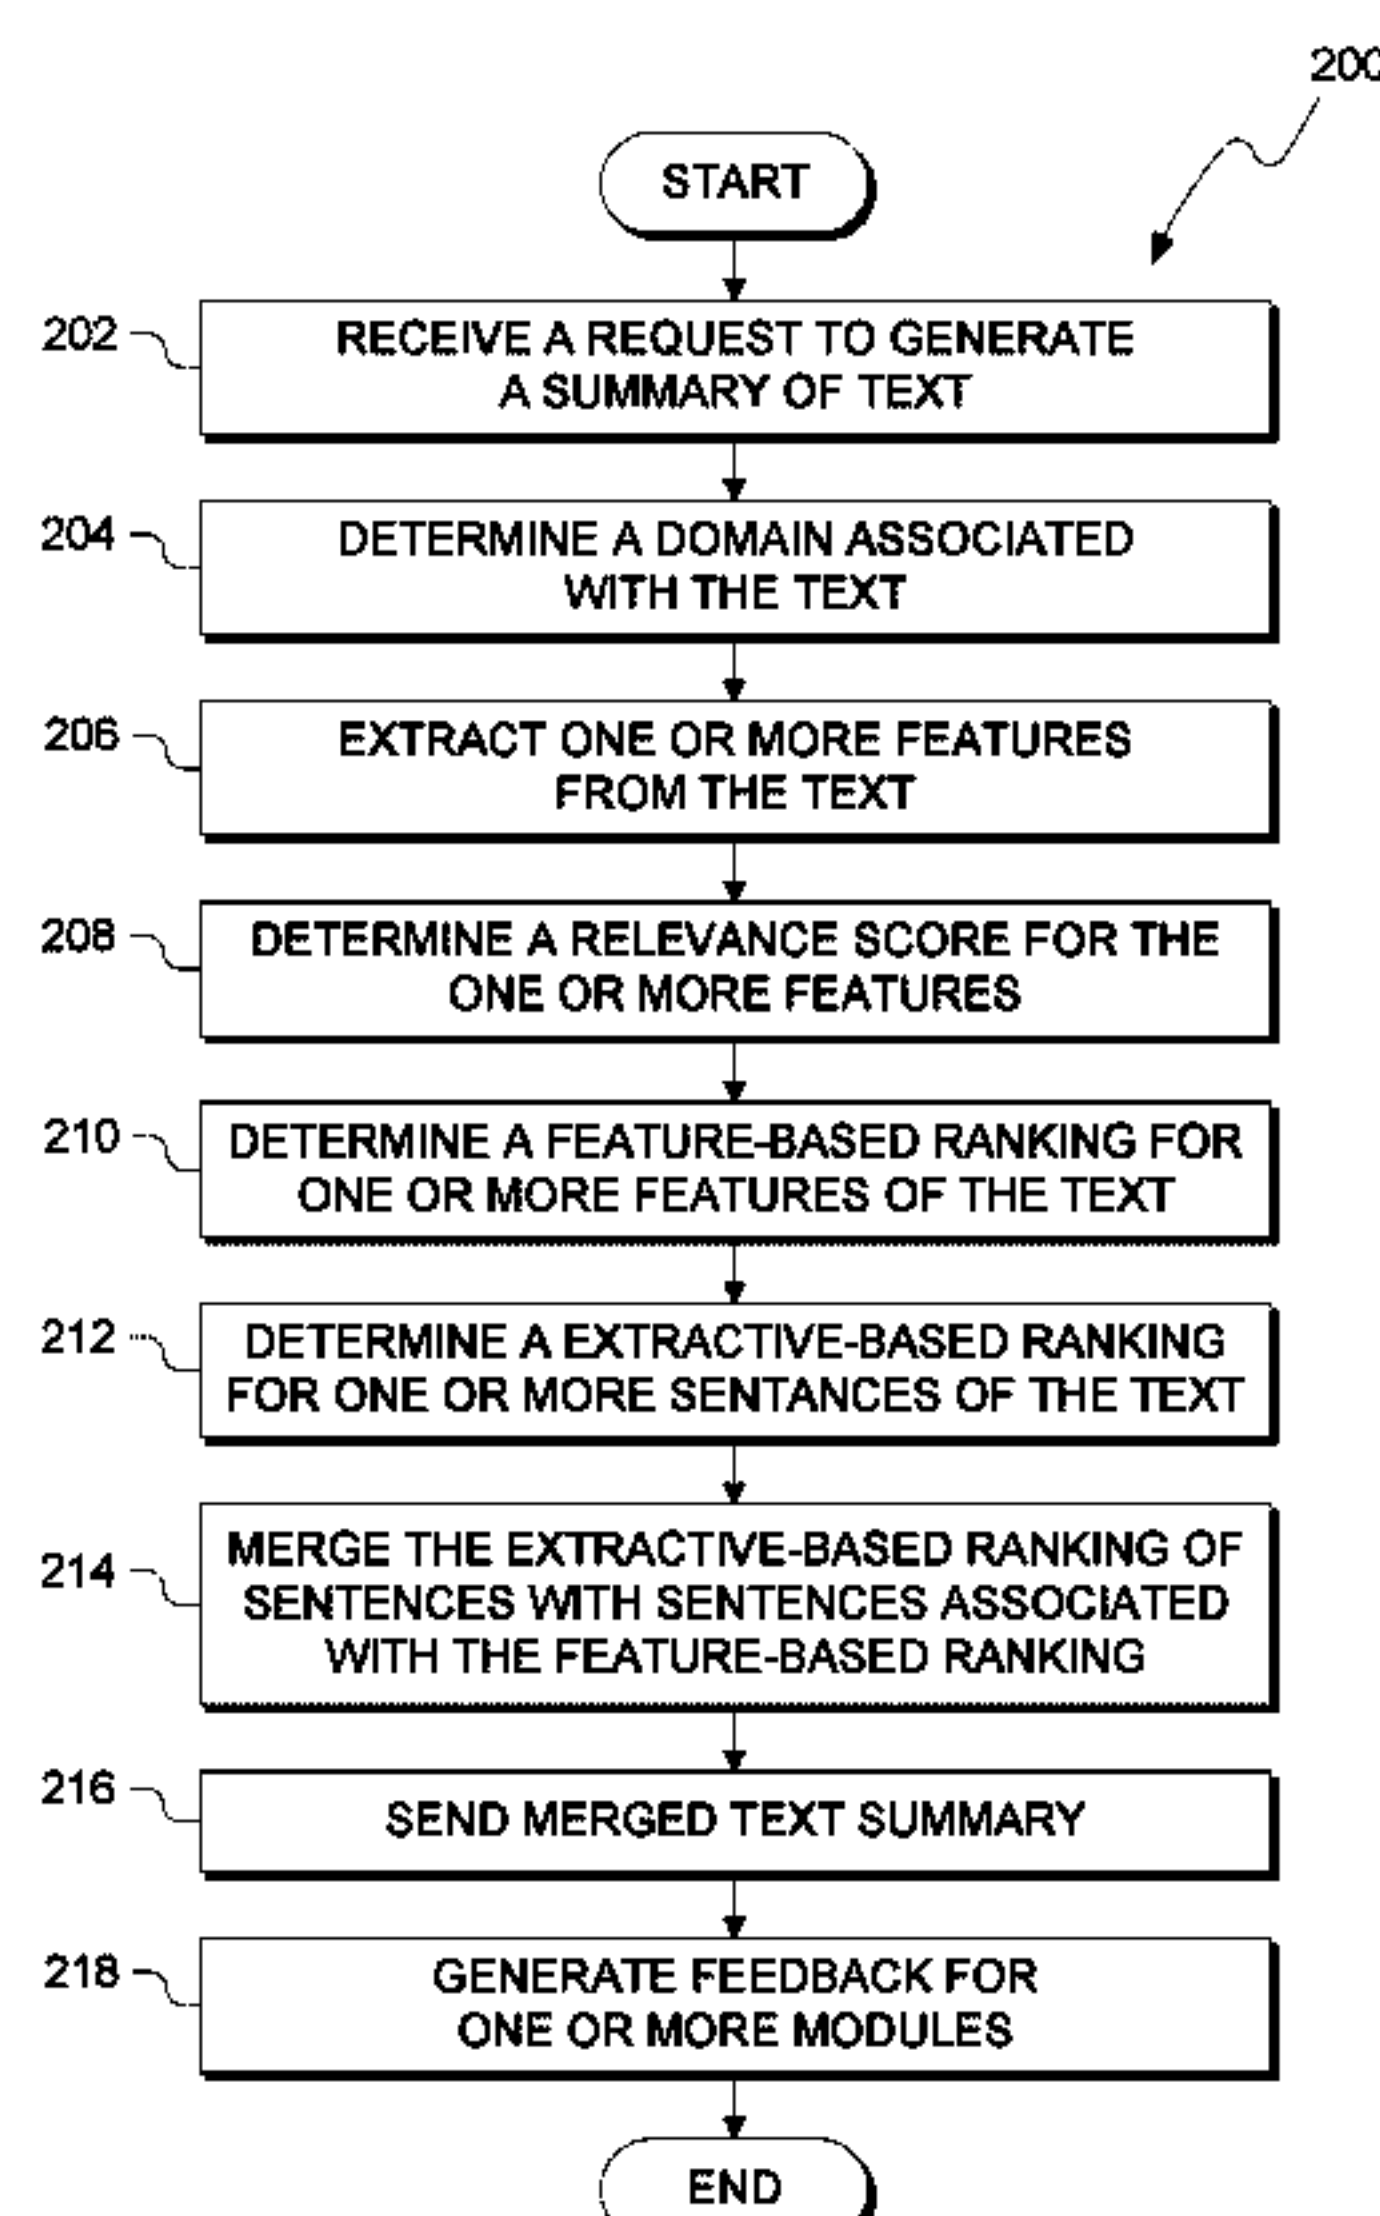 200
START
202
RECEIVE A REQUEST TO GENERATE
A SUMMARY OF TEXT
204
DETERMINE A DOMAIN ASSOCIATED
WITH THE TEXT
206
EXTRACT ONE OR MORE FEATURES
FROM THE TEXT
208
DETERMINE A RELEVANCE SCORE FOR THE
ONE OR MORE FEATURES
210
DETERMINE A FEATURE-BASED RANKING FOR
ONE OR MORE FEATURES OF THE TEXT
212
DETERMINE A EXTRACTIVE-BASED RANKING
FOR ONE OR MORE SENTANCES OF THE TEXT
214
MERGE THE EXTRACTIVE-BASED RANKING OF
SENTENCES WITH SENTENCES ASSOCIATED
WITH THE FEATURE-BASED RANKING
216
SEND MERGED TEXT SUMMARY
218
GENERATE FEEDBACK FOR
ONE OR MORE MODULES
END